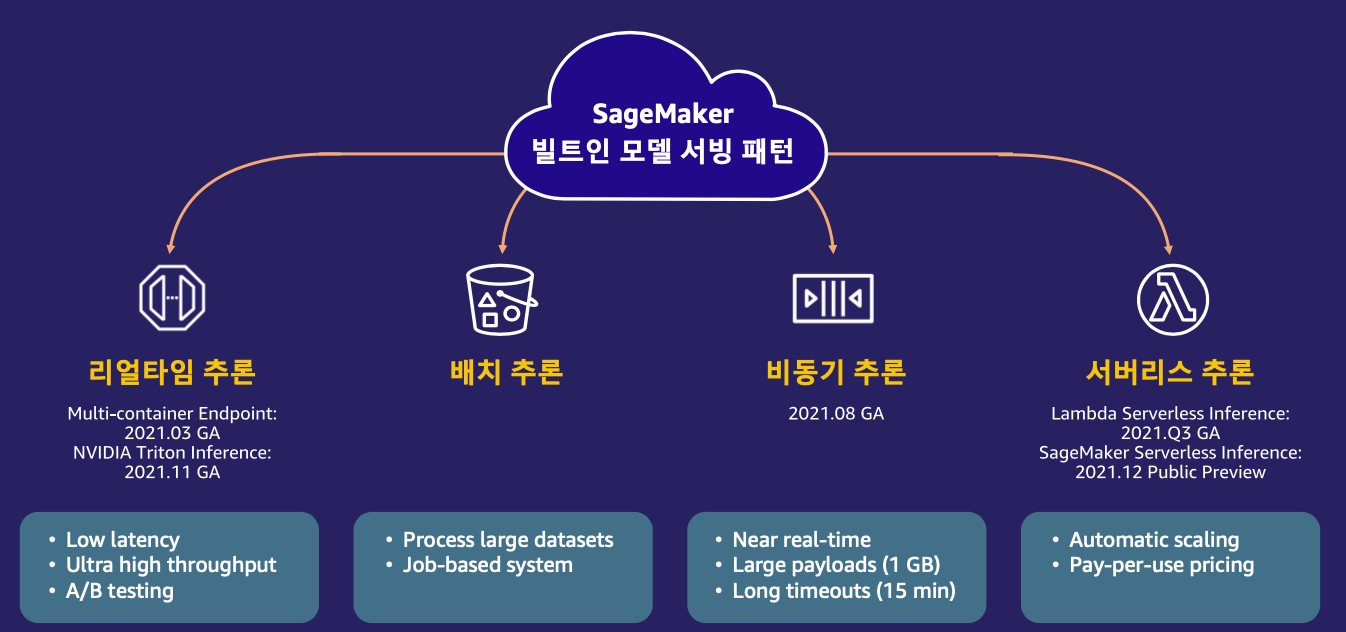 SageMaker
빌트인 모델 서빙 패턴
리얼타임 추론
Multi-container Endpoint:
2021.03 GA
NVIDIA Triton Inference:
2021.11 GA
• Low latency
• Ultra high throughput
• A/B testing
배치 추론
• Process large datasets
• Job-based system
비동기 추론
2021.08 GA
• Near real-time
• Large payloads (1 GB)
• Long timeouts (15 min)
서버리스 추론
Lambda Serverless Inference:
2021.Q3 GA
SageMaker Serverless Inference:
2021.12 Public Preview
• Automatic scaling
• Pay-per-use pricing